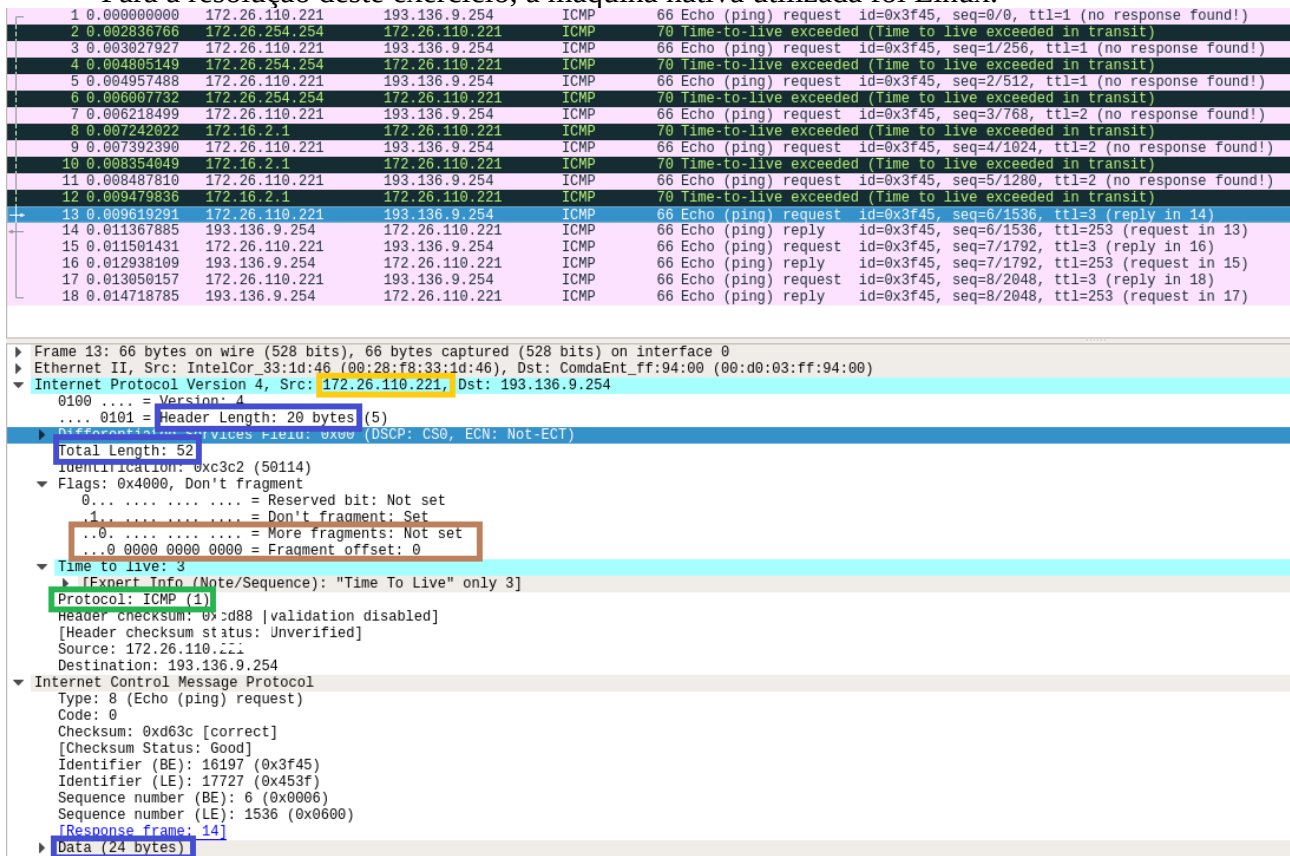 Para a resolução deste exercício, a máquina nativa utilizada foi Linux.
1 0.000000000 172.26.110.221 193.136.9.254 ICMP 66 Echo (ping) request id=0x3f45, seq=0/0, ttl=1 (no response found!)
2 0.002836766 172.26.254.254 172.26.110.221 ICMP 70 Time-to-live exceeded (Time to live exceeded in transit)
3 0.003027927 172.26.110.221 193.136.9.254 ICMP 66 Echo (ping) request id=0x3f45, seq=1/256, ttl=1 (no response found!)
4 0.004805149 172.26.254.254 172.26.110.221 ICMP 70 Time-to-live exceeded (Time to live exceeded in transit)
5 0.004957488 172.26.110.221 193.136.9.254 ICMP 66 Echo (ping) request id=0x3f45, seq=2/512, ttl=1 (no response found!)
6 0.006007732 172.26.254.254 172.26.110.221 ICMP 70 Time-to-live exceeded (Time to live exceeded in transit)
7 0.006218499 172.26.110.221 193.136.9.254 ICMP 66 Echo (ping) request id=0x3f45, seq=3/768, ttl=2 (no response found!)
8 0.007242022 172.16.2.1 172.26.110.221 ICMP 70 Time-to-live exceeded (Time to live exceeded in transit)
9 0.007392390 172.26.110.221 193.136.9.254 ICMP 66 Echo (ping) request id=0x3f45, seq=4/1024, ttl=2 (no response found!)
10 0.008354049 172.16.2.1 172.26.110.221 ICMP 70 Time-to-live exceeded (Time to live exceeded in transit)
11 0.008487810 172.26.110.221 193.136.9.254 ICMP 66 Echo (ping) request id=0x3f45, seq=5/1280, ttl=2 (no response found!)
12 0.009479836 172.16.2.1 172.26.110.221 ICMP 70 Time-to-live exceeded (Time to live exceeded in transit)
13 0.009619291 172.26.110.221 193.136.9.254 ICMP 66 Echo (ping) request id=0x3f45, seq=6/1536, ttl=3 (reply in 14)
14 0.011367885 193.136.9.254 172.26.110.221 ICMP 66 Echo (ping) reply id=0x3f45, seq=6/1536, ttl=253 (request in 13)
15 0.011501431 172.26.110.221 193.136.9.254 ICMP 66 Echo (ping) request id=0x3f45, seq=7/1792, ttl=3 (reply in 16)
16 0.012938109 193.136.9.254 172.26.110.221 ICMP 66 Echo (ping) reply id=0x3f45, seq=7/1792, ttl=253 (request in 15)
17 0.013050157 172.26.110.221 193.136.9.254 ICMP 66 Echo (ping) request id=0x3f45, seq=8/2048, ttl=3 (reply in 18)
18 0.014718785 193.136.9.254 172.26.110.221 ICMP 66 Echo (ping) reply id=0x3f45, seq=8/2048, ttl=253 (request in 17)
Frame 13: 66 bytes on wire (528 bits), 66 bytes captured (528 bits) on interface 0
Ethernet II, Src: IntelCor_33:1d:46 (00:28:f8:33:1d:46), Dst: ComdaEnt_ff:94:00 (00:d0:03:ff:94:00)
Internet Protocol Version 4, Src: 172.26.110.221, Dst: 193.136.9.254
0100 .... = Version: 4
.... 0101 = Header Length: 20 bytes (5)
Differentiated Services Field: 0x00 (DSCP: CS0, ECN: Not-ECT)
Total Length: 52
Identification: 0xc3c2 (50114)
Flags: 0x4000, Don't fragment
0... .... .... .... = Reserved bit: Not set
.1.. .... .... .... = Don't fragment: Set
..0. .... .... .... = More fragments: Not set
...0 0000 0000 0000 = Fragment offset: 0
Time to live: 3
[Expert Info (Note/Sequence): "Time To Live" only 3]
Protocol: ICMP (1)
Header checksum: 0xcd88 [validation disabled]
[Header checksum status: Unverified]
Source: 172.26.110.221
Destination: 193.136.9.254
Internet Control Message Protocol
Type: 8 (Echo (ping) request)
Code: 0
Checksum: 0xd63c [correct]
[Checksum Status: Good]
Identifier (BE): 16197 (0x3f45)
Identifier (LE): 17727 (0x453f)
Sequence number (BE): 6 (0x0006)
Sequence number (LE): 1536 (0x0600)
[Response frame: 14]
Data (24 bytes)